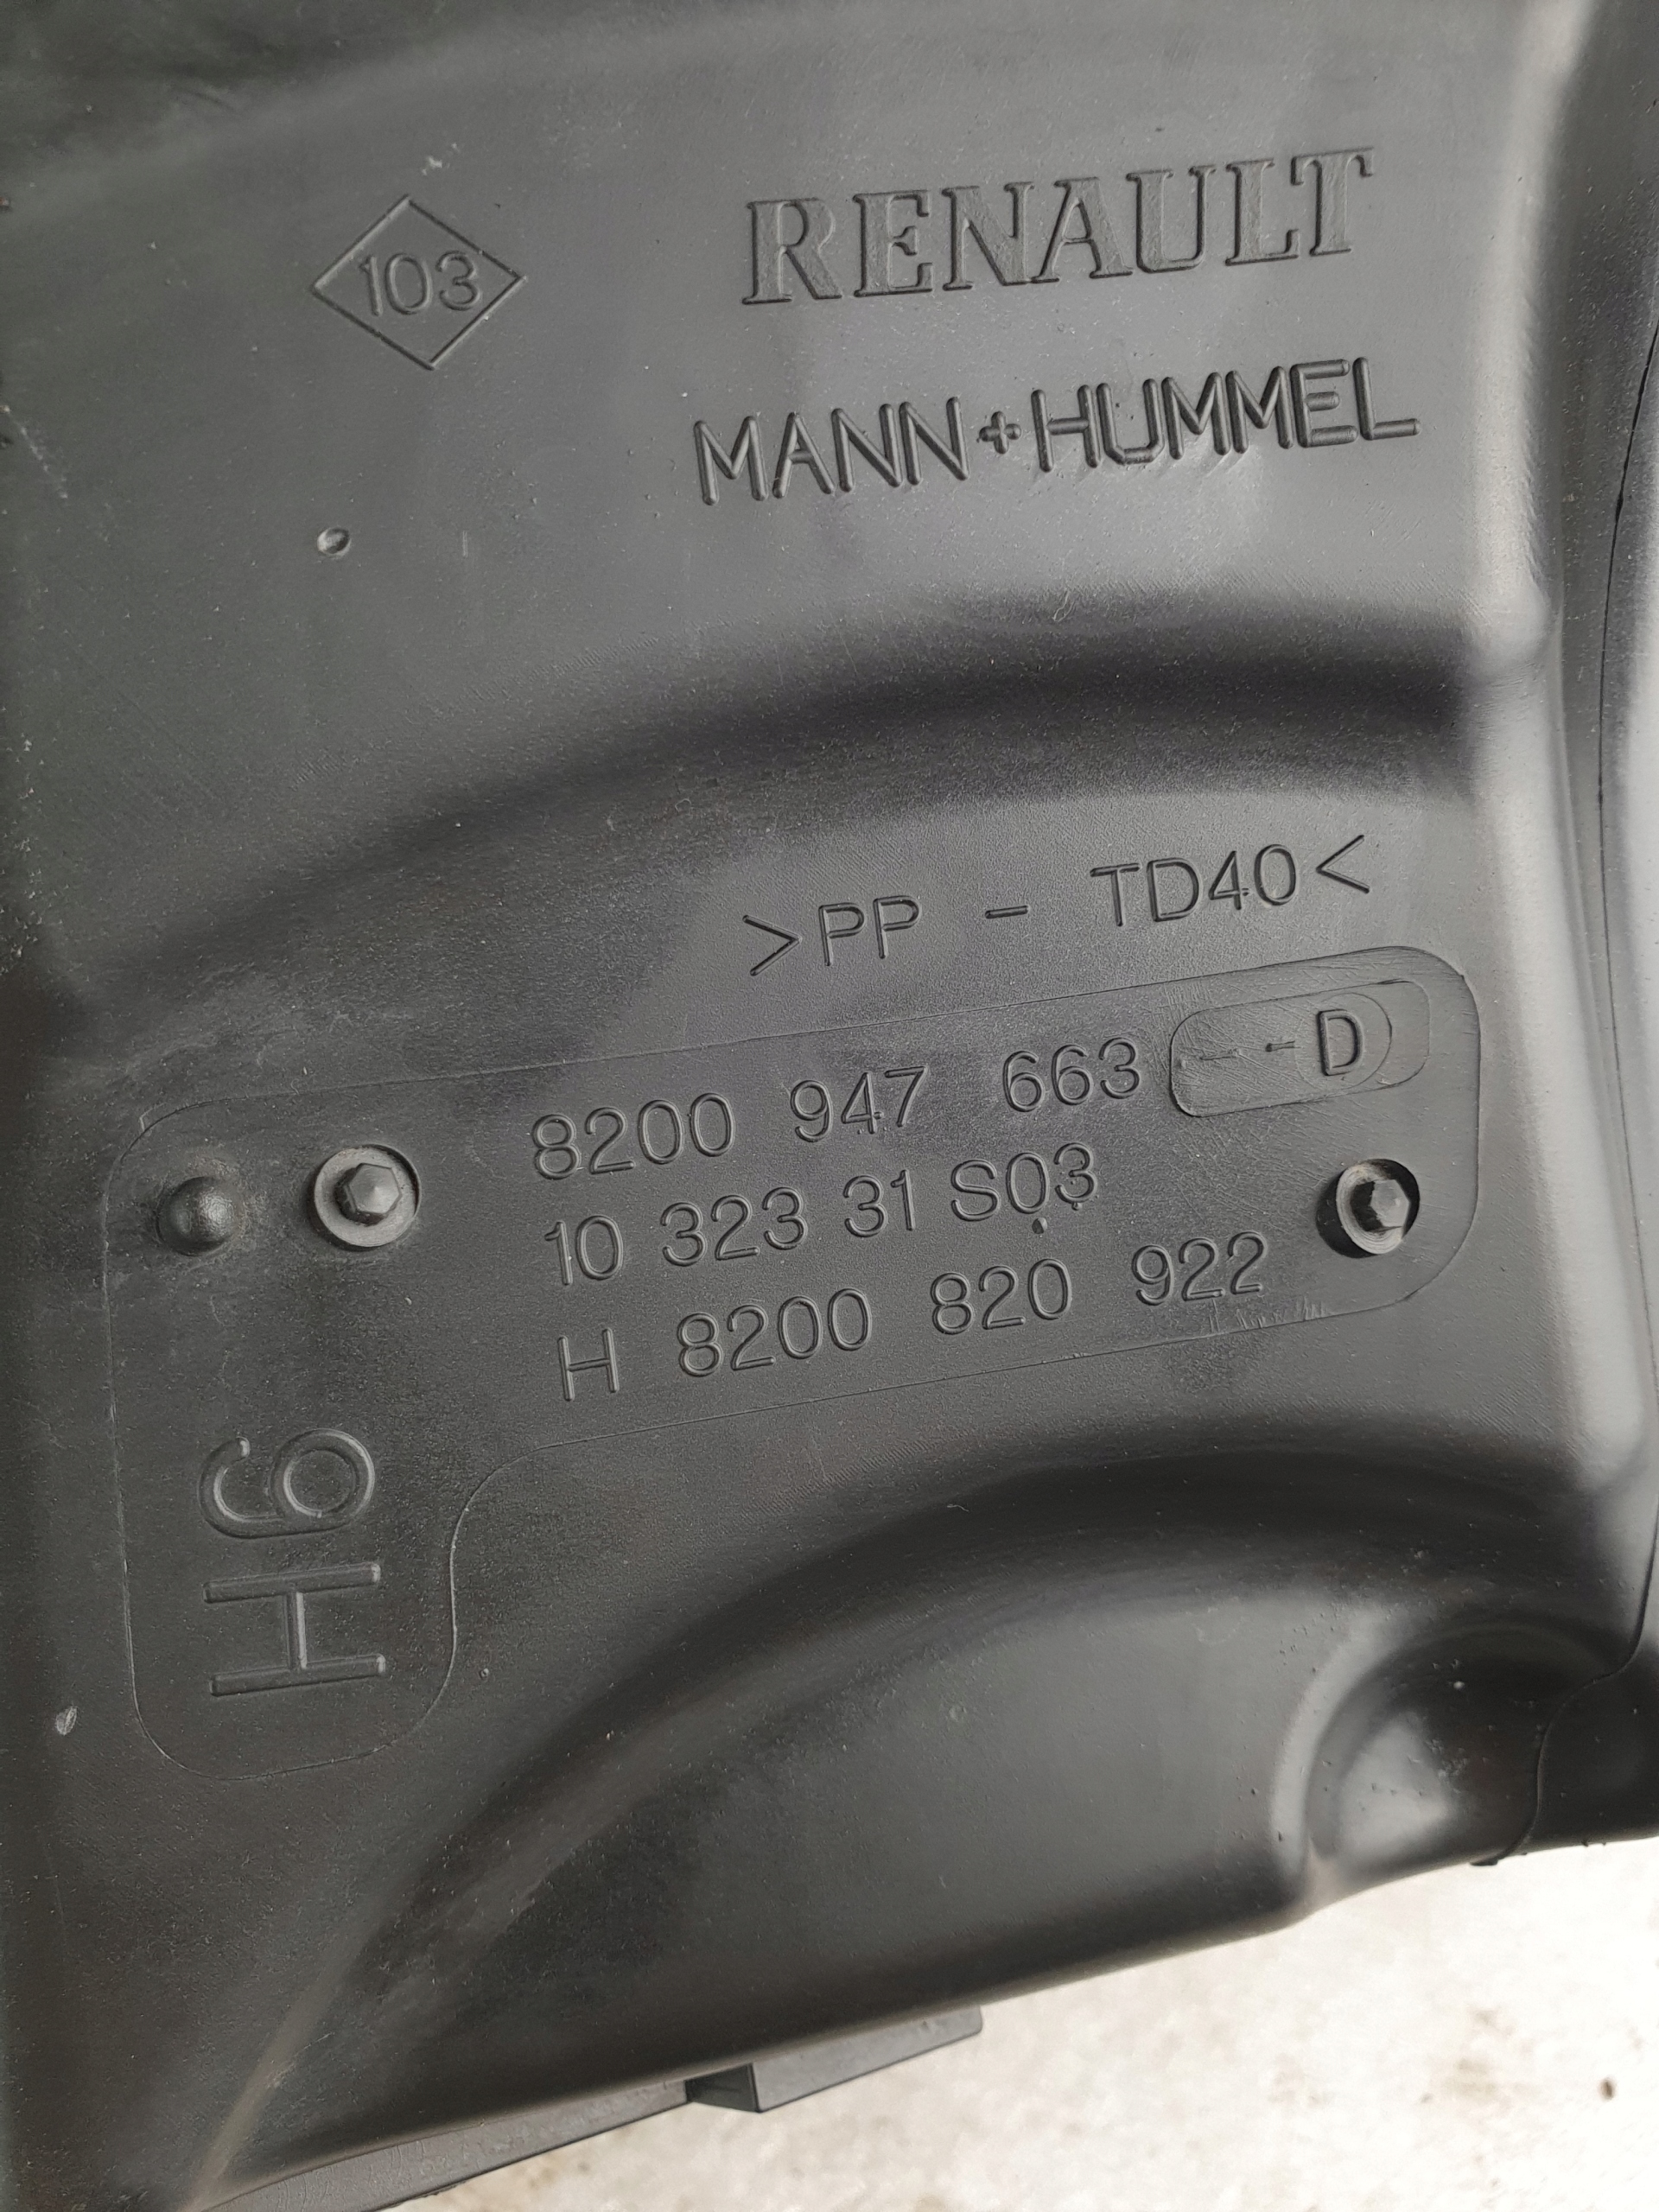 RENAULT
103
MANN+HUMMEL
>PP - TD40<
8200 947 663 --D
10 323 31 S03
H 8200 820 922
H6